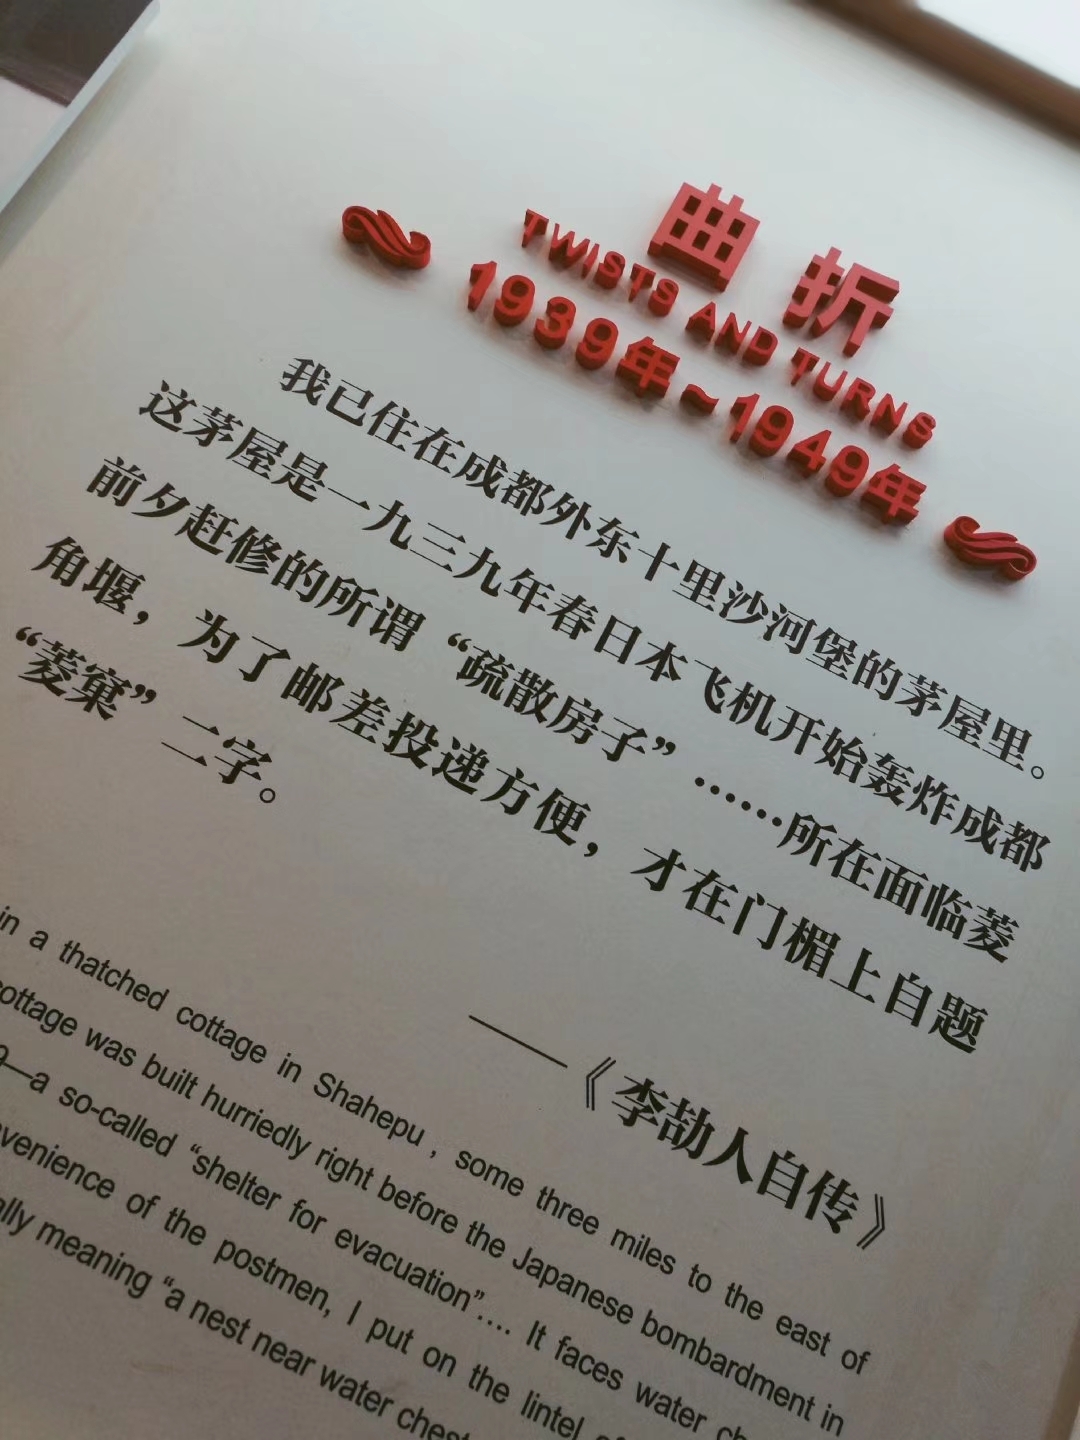 曲折
TWISTS AND TURNS
1939年~1949年
我已住在成都外东十里沙河堡的茅屋里。
这茅屋是一九三九年春日本飞机开始轰炸成都
前夕赶修的所谓“疏散房子”……所在面临菱
角堰，为了邮差投递方便，才在门楣上自题
“菱窠”二字。
——《李劼人自传》
in a thatched cottage in Shahepu , some three miles to the east of
cottage was built hurriedly right before the Japanese bombardment in
—a so-called “shelter for evacuation”.... It faces water
of the postmen, I put on the lintel
meaning “a nest near water